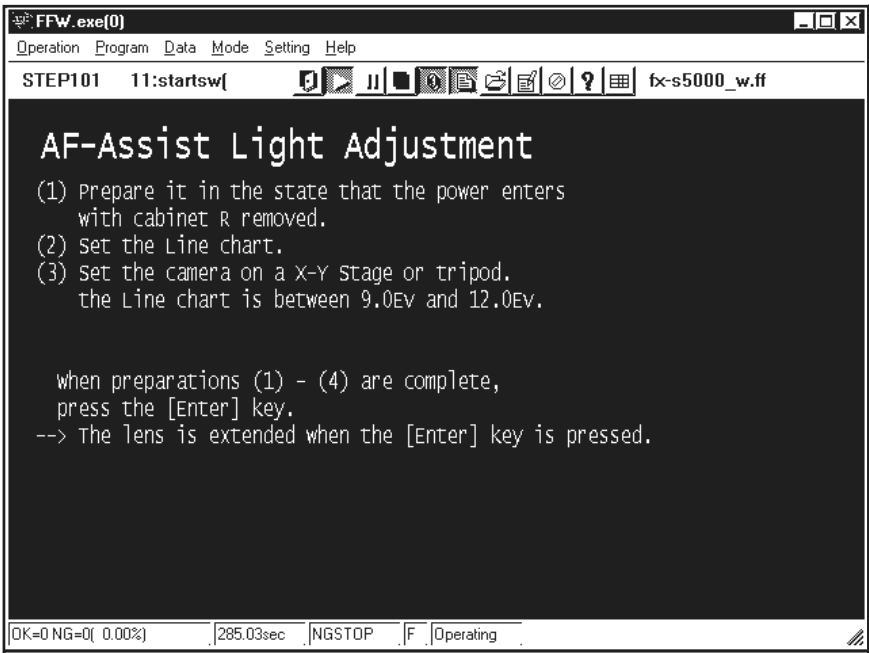 FFW.exe(0)
Operation Program Data Mode Setting Help
STEP101 11:startsw( fx-s5000_w.ff
AF-Assist Light Adjustment
(1) Prepare it in the state that the power enters
with cabinet R removed.
(2) Set the Line chart.
(3) Set the camera on a X-Y Stage or tripod.
the Line chart is between 9.0EV and 12.0EV.
when preparations (1) - (4) are complete,
press the [Enter] key.
--> The lens is extended when the [Enter] key is pressed.
OK=0 NG=0( 0.00%) 285.03sec NGSTOP F Operating